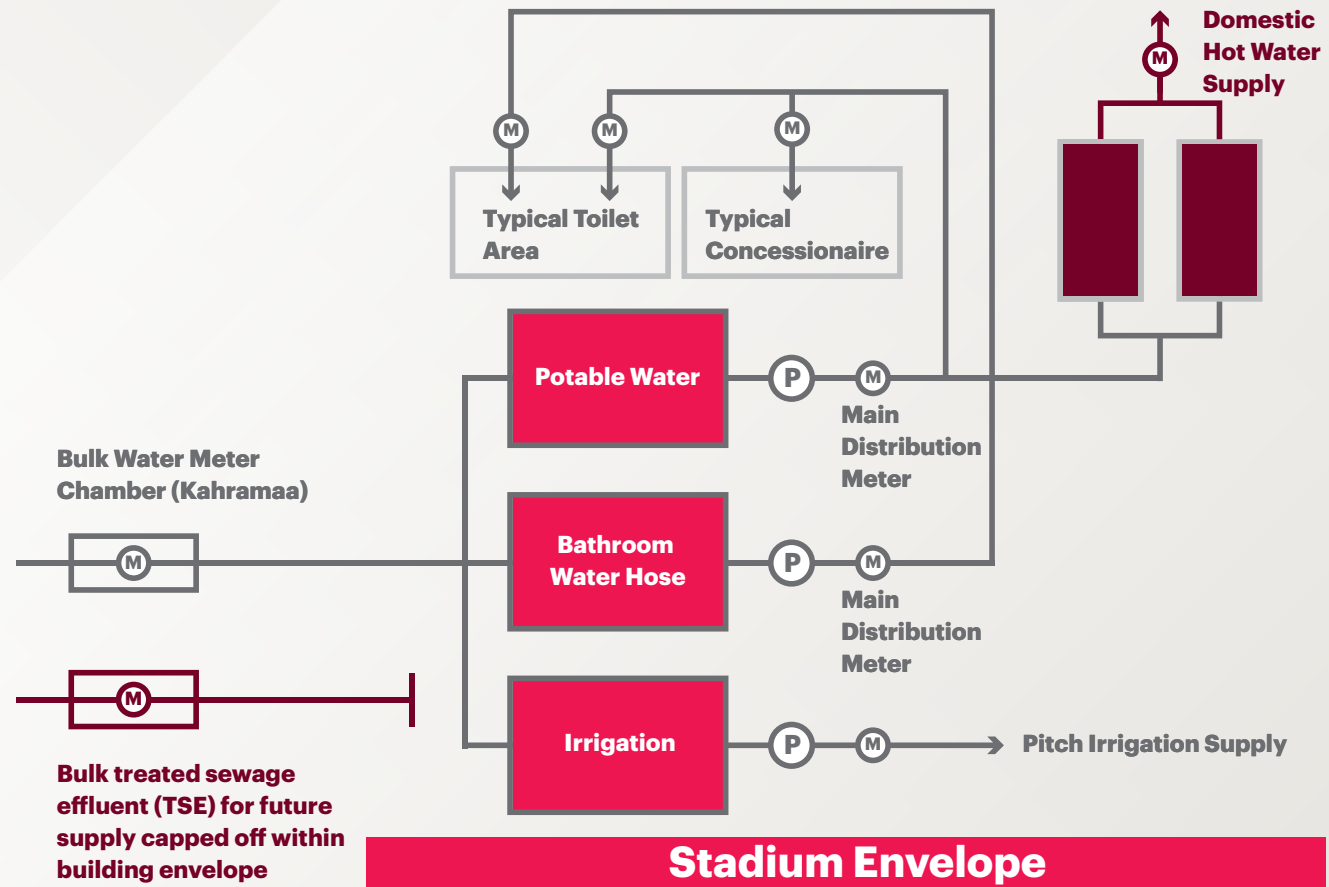 Domestic
Hot Water
Supply
M
M
M
M
Typical Toilet
Area
Typical
Concessionaire
Potable Water
P
M
Main
Distribution
Meter
Bulk Water Meter
Chamber (Kahramaa)
M
Bathroom
Water Hose
P
M
Main
Distribution
Meter
M
Irrigation
P
M
Pitch Irrigation Supply
Bulk treated sewage
effluent (TSE) for future
supply capped off within
building envelope
Stadium Envelope